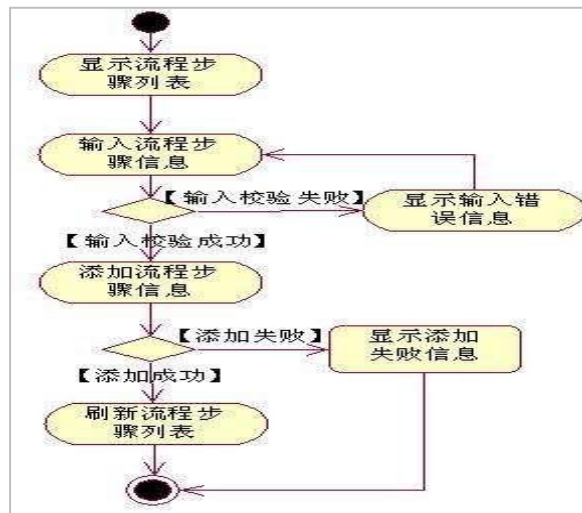 显示流程步
骤列表
输入流程步
骤信息
【输入校验失败】
显示输入错
误信息
【输入校验成功】
添加流程步
骤信息
【添加失败】
显示添加
失败信息
【添加成功】
刷新流程步
骤列表